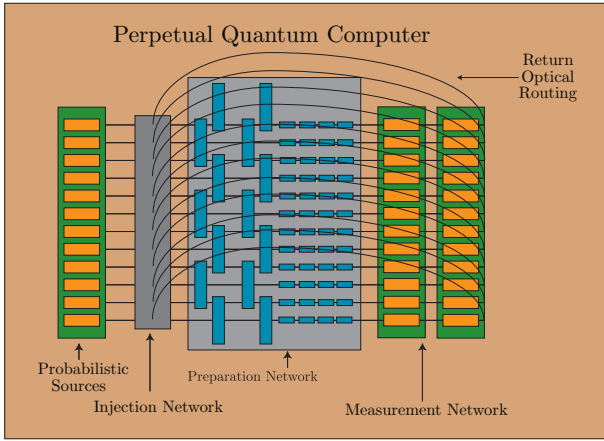 Perpetual Quantum Computer
Return
Optical
Routing
Probabilistic
Sources
Injection Network
Preparation Network
Measurement Network